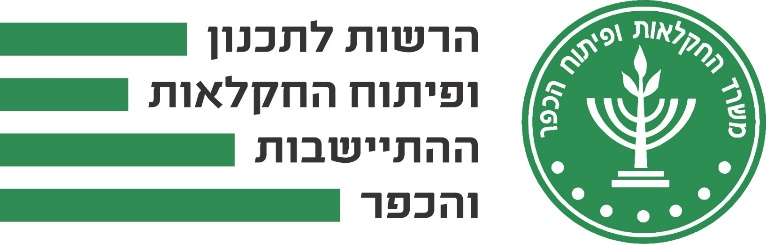 הרשות לתכנון
ופיתוח החקלאות
ההתיישבות
והכפר
משרד החקלאות ופיתוח הכפר